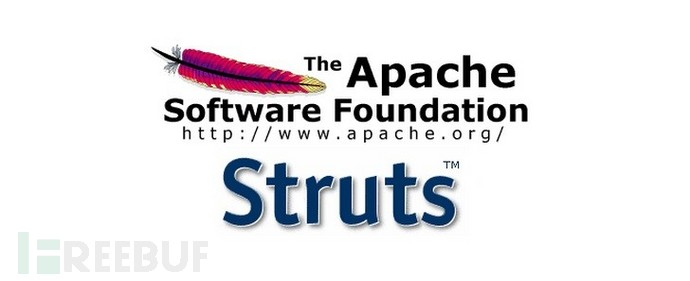 The Apache
Software Foundation
http://www.apache.org/
Struts™
FREEBUF